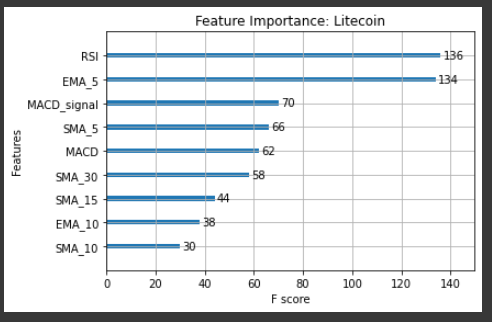 Feature Importance: Litecoin
RSI 136
EMA_5 134
MACD_signal 70
SMA_5 66
MACD 62
SMA_30 58
SMA_15 44
EMA_10 38
SMA_10 30
Features
0 20 40 60 80 100 120 140
F score